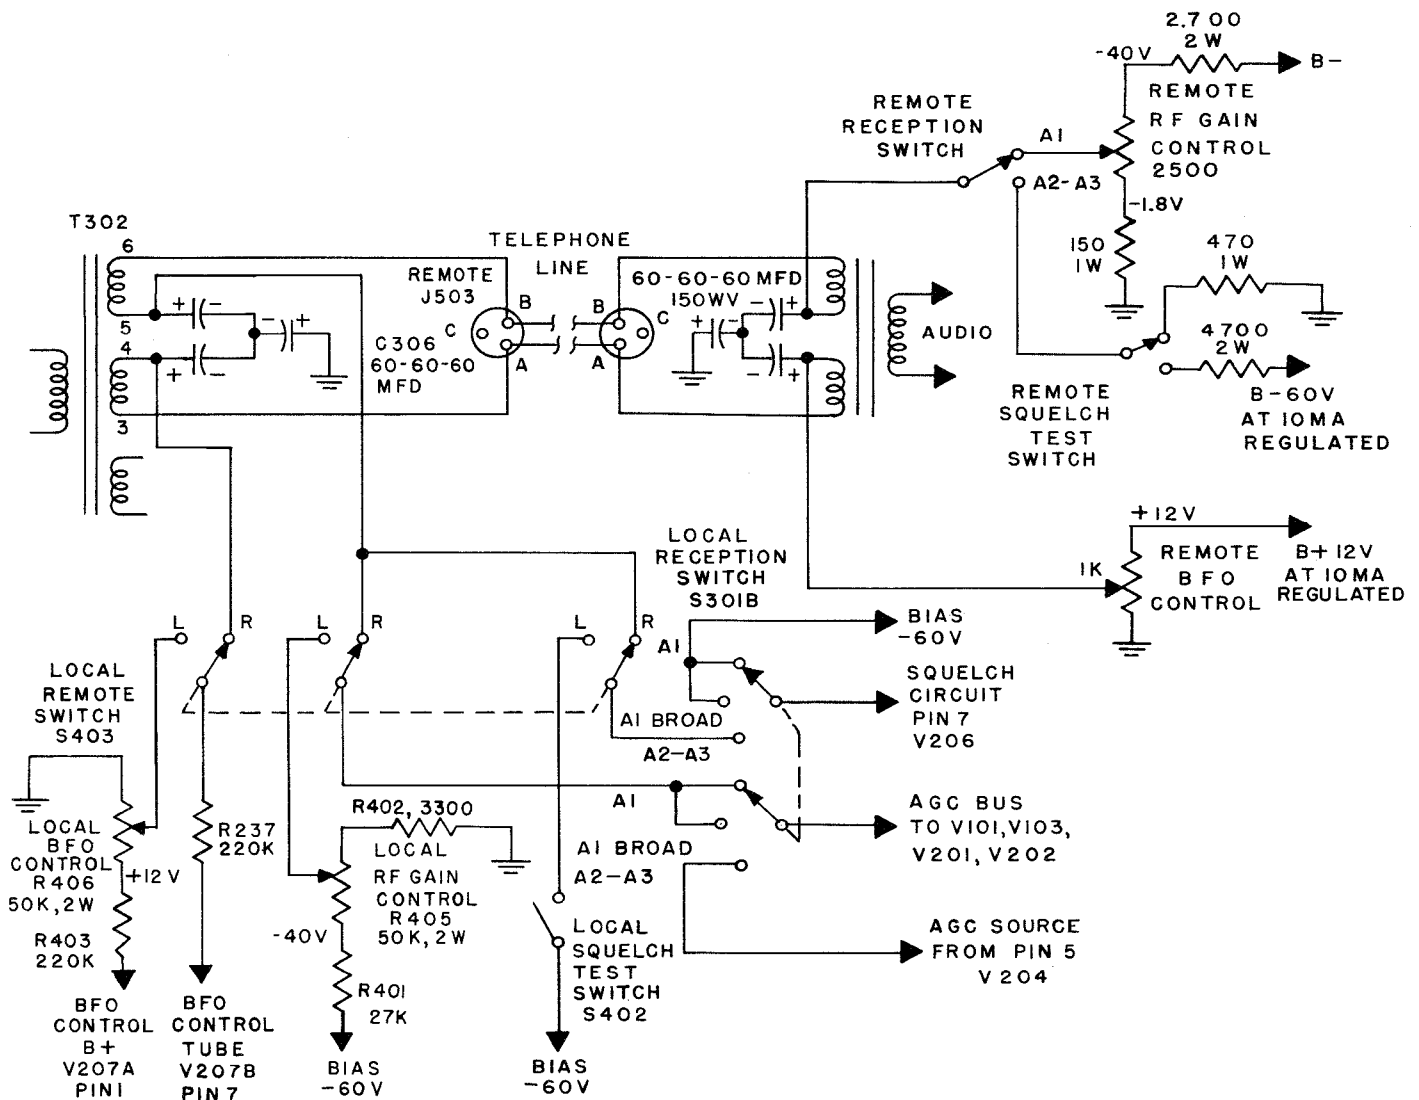 2.700
2W
-40V
B-
REMOTE
RF GAIN
CONTROL
2500
REMOTE
RECEPTION
SWITCH
A1
A2-A3
-1.8V
150
1W
470
1W
4700
2W
B-60V
AT 10MA
REGULATED
REMOTE
SQUELCH
TEST
SWITCH
T302
6
5
4
3
+
-
+
-
-
+
TELEPHONE
LINE
REMOTE
J503
B
C
A
C306
60-60-60
MFD
B
C
A
60-60-60 MFD
150WV
+
-
-
+
-
+
AUDIO
+12V
B+12V
AT 10MA
REGULATED
REMOTE
BFO
CONTROL
1K
LOCAL
RECEPTION
SWITCH
S301B
BIAS
-60V
SQUELCH
CIRCUIT
PIN 7
V206
A1
A1 BROAD
A2-A3
L
R
L
R
L
R
LOCAL
REMOTE
SWITCH
S403
A1
A1 BROAD
A2-A3
AGC BUS
TO V101,V103,
V201, V202
AGC SOURCE
FROM PIN 5
V204
LOCAL
BFO
CONTROL
R406
50K,2W
+12V
R403
220K
BFO
CONTROL
B+
V207A
PIN1
R237
220K
BFO
CONTROL
TUBE
V207B
PIN 7
R402, 3300
LOCAL
RF GAIN
CONTROL
R405
50K, 2W
-40V
R401
27K
BIAS
-60V
LOCAL
SQUELCH
TEST
SWITCH
S402
BIAS
-60V